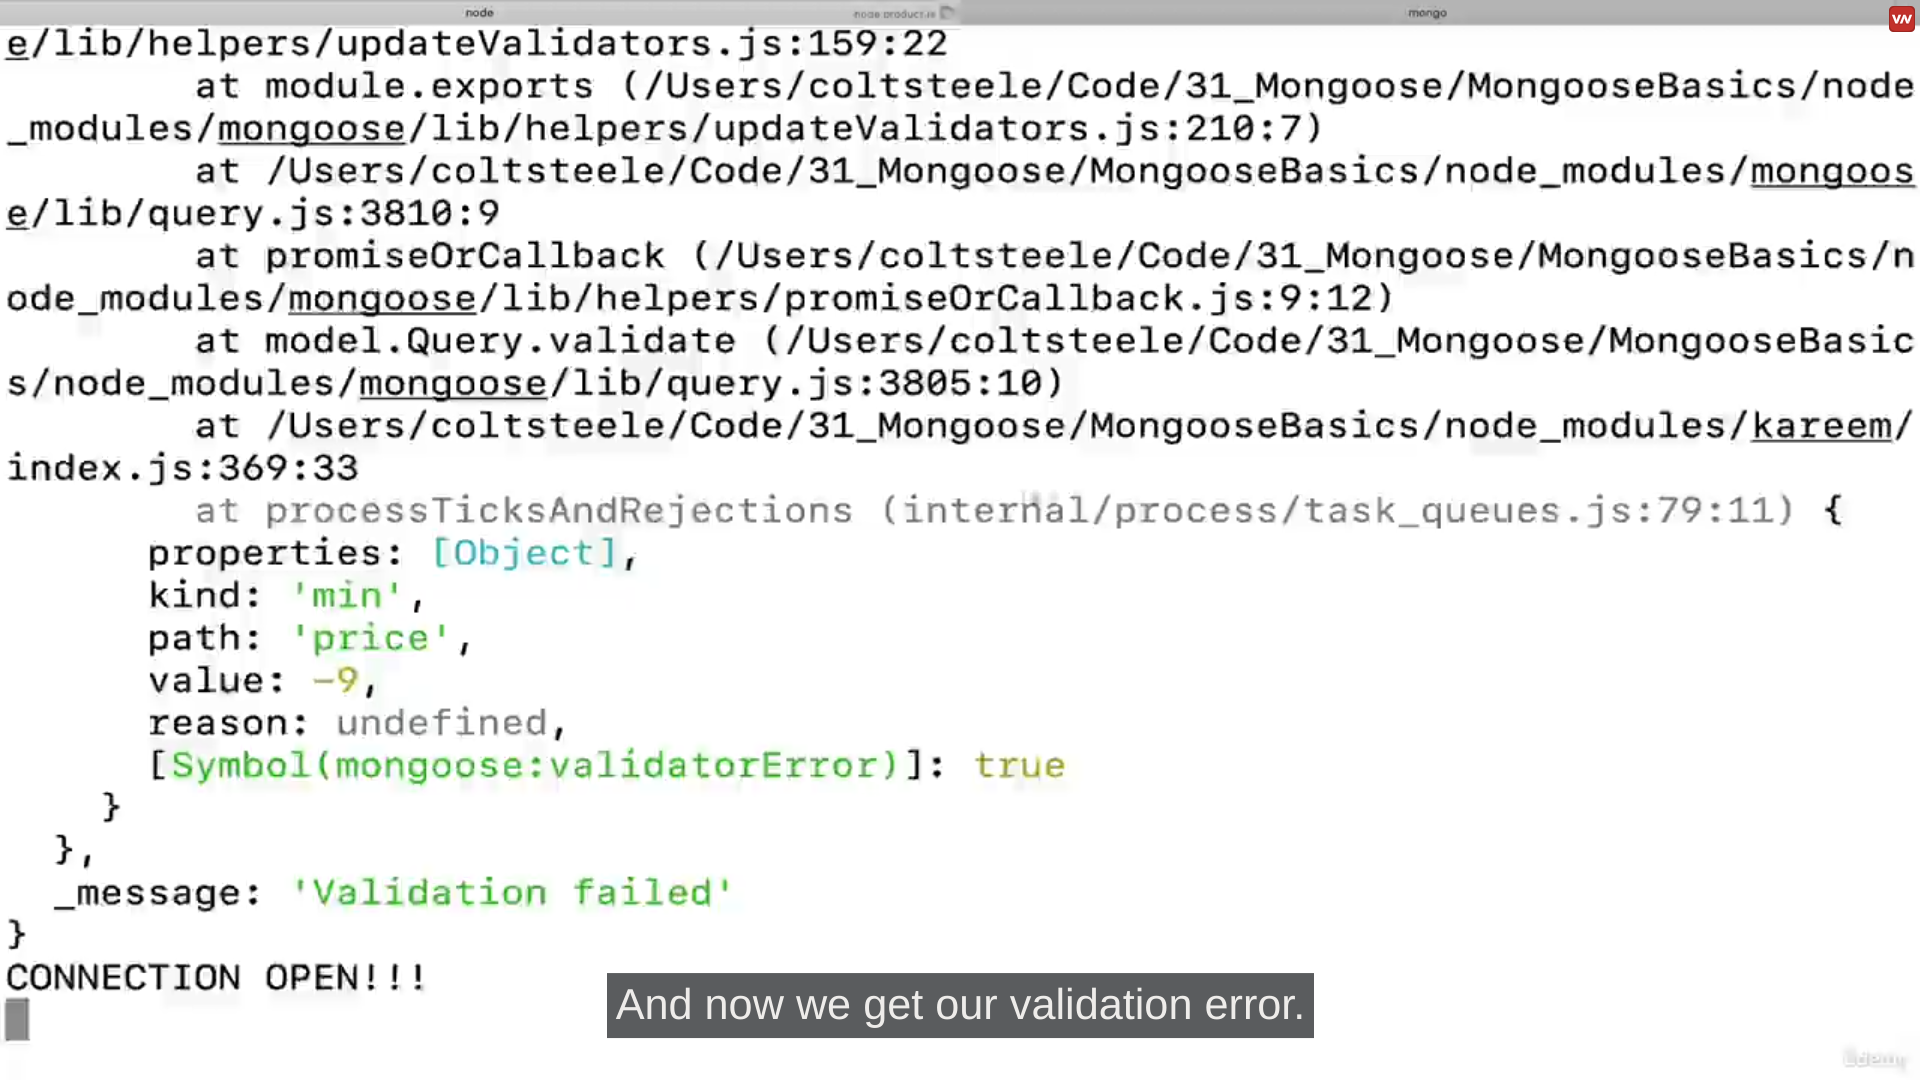 node
node product.js
mongo
VN
e/lib/helpers/updateValidators.js:159:22
at module.exports (/Users/coltsteele/Code/31_Mongoose/MongooseBasics/node
_modules/mongoose/lib/helpers/updateValidators.js:210:7)
at /Users/coltsteele/Code/31_Mongoose/MongooseBasics/node_modules/mongoos
e/lib/query.js:3810:9
at promiseOrCallback (/Users/coltsteele/Code/31_Mongoose/MongooseBasics/n
ode_modules/mongoose/lib/helpers/promiseOrCallback.js:9:12)
at model.Query.validate (/Users/coltsteele/Code/31_Mongoose/MongooseBasic
s/node_modules/mongoose/lib/query.js:3805:10)
at /Users/coltsteele/Code/31_Mongoose/MongooseBasics/node_modules/kareem/
index.js:369:33
at processTicksAndRejections (internal/process/task_queues.js:79:11) {
properties: [Object],
kind: 'min',
path: 'price',
value: -9,
reason: undefined,
[Symbol(mongoose:validatorError)]: true
}
},
_message: 'Validation failed'
}
CONNECTION OPEN!!!
And now we get our validation error.
Udemy